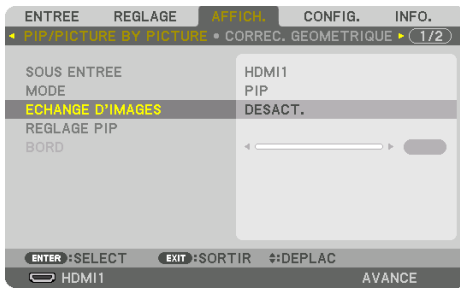 ENTREE REGLAGE AFFICH. CONFIG. INFO.
PIP/PICTURE BY PICTURE • CORREC. GEOMETRIQUE 1/2
SOUS ENTREE HDMI1
MODE PIP
ECHANGE D'IMAGES DESACT.
REGLAGE PIP
BORD
ENTER :SELECT EXIT :SORTIR :DEPLAC
HDMI1 AVANCE